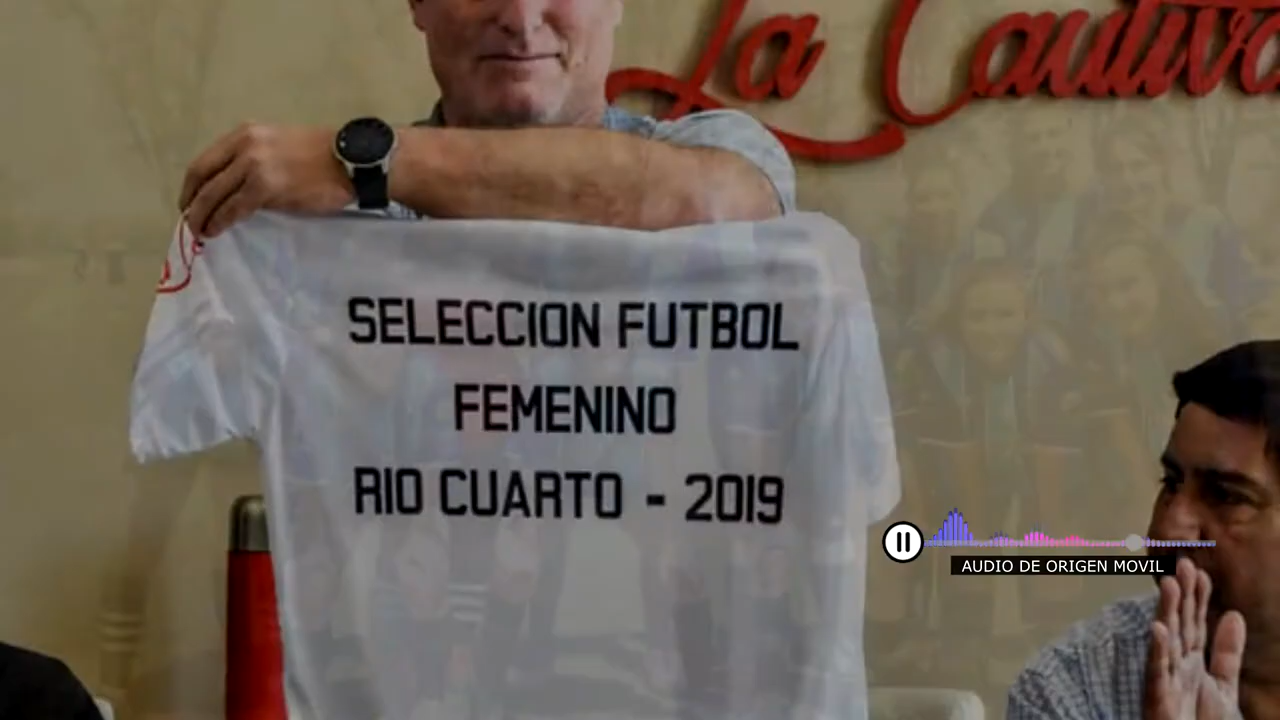 La Cautiva
SELECCION FUTBOL
FEMENINO
RIO CUARTO - 2019
AUDIO DE ORIGEN MOVIL